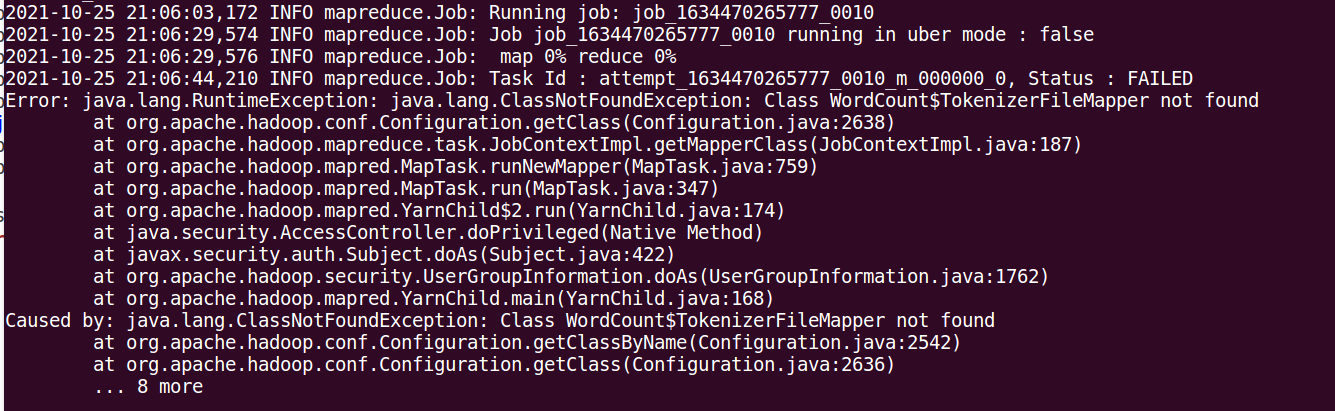 2021-10-25 21:06:03,172 INFO mapreduce.Job: Running job: job_1634470265777_0010
2021-10-25 21:06:29,574 INFO mapreduce.Job: Job job_1634470265777_0010 running in uber mode : false
2021-10-25 21:06:29,576 INFO mapreduce.Job:  map 0% reduce 0%
2021-10-25 21:06:44,210 INFO mapreduce.Job: Task Id : attempt_1634470265777_0010_m_000000_0, Status : FAILED
Error: java.lang.RuntimeException: java.lang.ClassNotFoundException: Class WordCount$TokenizerFileMapper not found
        at org.apache.hadoop.conf.Configuration.getClass(Configuration.java:2638)
        at org.apache.hadoop.mapreduce.task.JobContextImpl.getMapperClass(JobContextImpl.java:187)
        at org.apache.hadoop.mapred.MapTask.runNewMapper(MapTask.java:759)
        at org.apache.hadoop.mapred.MapTask.run(MapTask.java:347)
        at org.apache.hadoop.mapred.YarnChild$2.run(YarnChild.java:174)
        at java.security.AccessController.doPrivileged(Native Method)
        at javax.security.auth.Subject.doAs(Subject.java:422)
        at org.apache.hadoop.security.UserGroupInformation.doAs(UserGroupInformation.java:1762)
        at org.apache.hadoop.mapred.YarnChild.main(YarnChild.java:168)
Caused by: java.lang.ClassNotFoundException: Class WordCount$TokenizerFileMapper not found
        at org.apache.hadoop.conf.Configuration.getClassByName(Configuration.java:2542)
        at org.apache.hadoop.conf.Configuration.getClass(Configuration.java:2636)
        ... 8 more